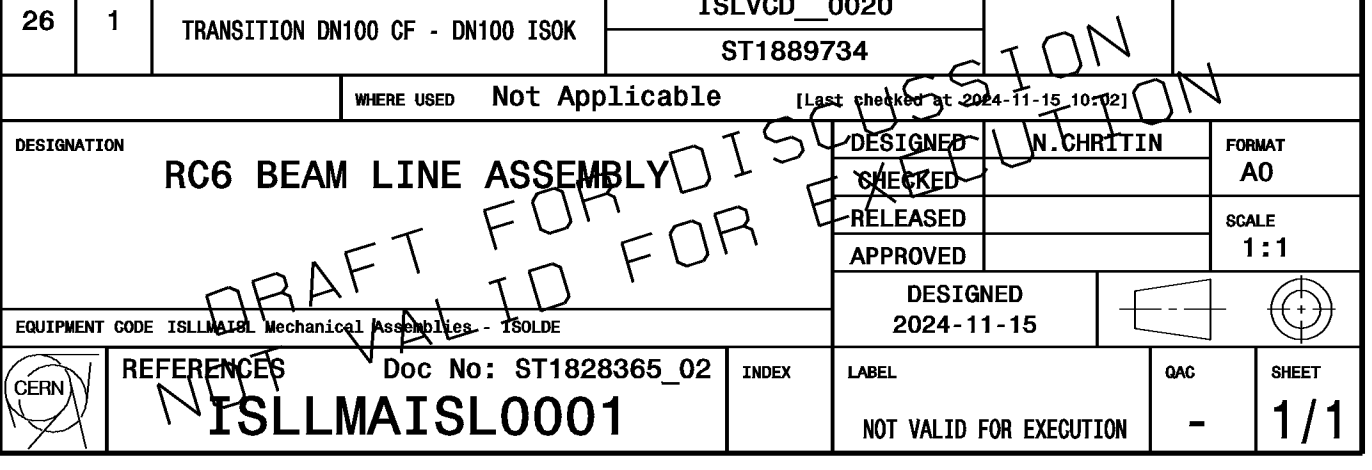 ISLVCD__0020
26 1 TRANSITION DN100 CF - DN100 ISOK
ST1889734
WHERE USED Not Applicable [Last checked at 2024-11-15 10:02]
DESIGNATION
RC6 BEAM LINE ASSEMBLY
DESIGNED N.CHRITIN
CHECKED
RELEASED
APPROVED
FORMAT
A0
SCALE
1:1
DESIGNED
2024-11-15
EQUIPMENT CODE ISLLMAISL Mechanical Assemblies - ISOLDE
CERN
REFERENCES Doc No: ST1828365_02
ISLLMAISL0001
INDEX
LABEL
NOT VALID FOR EXECUTION
QAC
-
SHEET
1/1
DRAFT FOR DISCUSSION
NOT VALID FOR EXECUTION